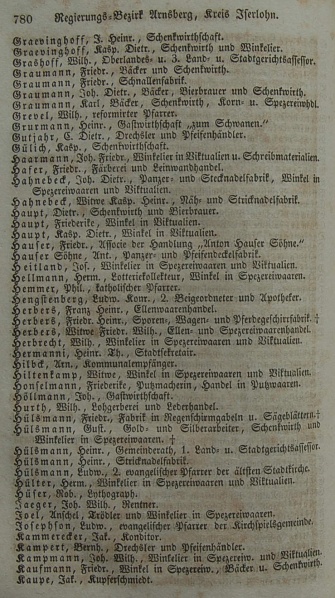 780 Regierungs-Bezirk Arnsberg, Kreis Iserlohn.
Graevinghoff, J. Heinr., Schenkwirthschaft.
Graevinghoff, Kasp. Dietr., Schenkwirth und Winkelier.
Grashoff, Wilh., Oberlandes- u. 3. Land- u. Stadtgerichtsassessor.
Graumann, Friedr., Bäcker und Schenkwirth.
Graumann, Friedr., Schnallenfabrik.
Graumann, Joh. Dietr., Bäcker, Bierbrauer und Schenkwirth.
Graumann, Karl, Bäcker, Schenkwirth, Korn- u. Spezereiwhdl.
Grevel, Wilh., reformirter Pfarrer.
Grurmann, Heinr., Gastwirthschaft „zum Schwanen."
Gutjahr, C. Dietr., Drechsler und Pfeifenhändler.
Gülich, Kasp., Schenkwirthschaft.
Haarmann, Joh. Friedr., Winkelier in Viktualien u. Schreibmaterialien.
Hafer, Friedr., Färberei und Leinwandhandel.
Hahnebeck, Joh. Dietr., Panzer- und Stecknadelfabrik, Winkel in
Spezereiwaaren und Viktualien.
Hahnebeck, Witwe Kasp. Heinr., Näh- und Stricknadelfabrik.
Haupt, Dietr., Schenkwirth und Bierbrauer.
Haupt, Friederike, Winkel in Viktualien.
Haupt, Kasp. Dietr., Winkel in Viktualien.
Hauser, Friedr., Associe der Handlung „Anton Hauser Söhne."
Hauser Söhne, Ant., Panzer- und Pfeifendeckelfabrik.
Heitland, Jos., Winkelier in Spezereiwaaren und Viktualien.
Hellmann, Herm., Lotteriekollekteur, Winkel in Spezereiwaaren.
Hemmer, Phil., katholischer Pfarrer.
Hengstenberg, Ludw. Konr., 2. Beigeordneter und Apotheker.
Herbers, Franz Heinr., Ellenwaarenhandel.
Herbers, Friedr. Heinr., Sporen-, Wagen- und Pferdegeschirrfabrik. †
Herbers, Witwe Friedr. Wilh., Ellen- und Spezereiwaarenhandel.
Herbrecht, Wilh., Winkelier in Spezereiwaaren und Viktualien.
Hermanni, Heinr. Th., Stadtsekretair.
Hilbck, Arn., Kommunalempfänger.
Hiltenkamp, Witwe, Winkel in Spezereiwaaren und Viktualien.
Honselmann, Friederike, Putzmacherin, Handel in Putzwaaren.
Höllmann, Joh., Gastwirthschaft.
Hurth, Wilh., Lohgerberei und Lederhandel.
Hülsmann, Friedr., Fabrik in Regenschirmgabeln u. Sägeblättern. †
Hülsmann, Gust., Gold- und Silberarbeiter, Schenkwirth und
Winkelier in Spezereiwaaren. †
Hülsmann, Heinr., Gemeinderath, 1. Land- u. Stadtgerichtsassessor.
Hülsmann, Heinr., Stricknadelfabrik.
Hülsmann, Ludw., 2. evangelischer Pfarrer der ältesten Stadtkirche.
Hülter, Herm., Winkelier in Spezereiwaaren und Viktualien.
Hüser, Rob., Lythograph.
Jaeger, Joh. Wilh., Rentner.
Joel, Anschel, Trödler und Winkelier in Spezereiwaaren.
Josephson, Ludw., evangelischer Pfarrer der Kirchspielsgemeinde.
Kammerecker, Jak., Konditor.
Kampert, Bernh., Drechsler und Pfeifenhändler.
Kampmann, Joh. Wilh., Winkelier in Spezereiw. und Viktualien.
Kaufmann, Friedr., Winkel in Spezereiw., Bäcker u. Schenkwirth.
Kaupe, Jak., Kupferschmiedt.